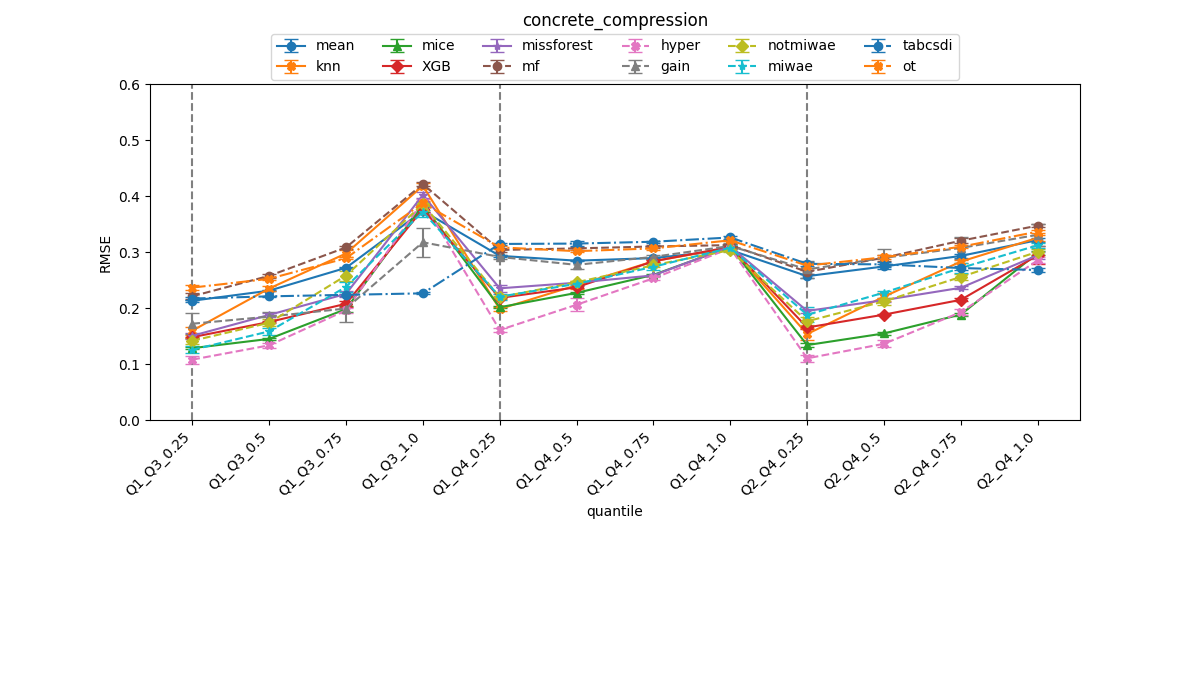 concrete_compression
mean mice missforest hyper notmiwae tabcsdi
knn XGB mf gain miwae ot
0.6
0.5
0.4
0.3
0.2
0.1
0.0
RMSE
Q1_Q3_0.25 Q1_Q3_0.5 Q1_Q3_0.75 Q1_Q3_1.0 Q1_Q4_0.25 Q1_Q4_0.5 Q1_Q4_0.75 Q1_Q4_1.0 Q2_Q4_0.25 Q2_Q4_0.5 Q2_Q4_0.75 Q2_Q4_1.0
quantile